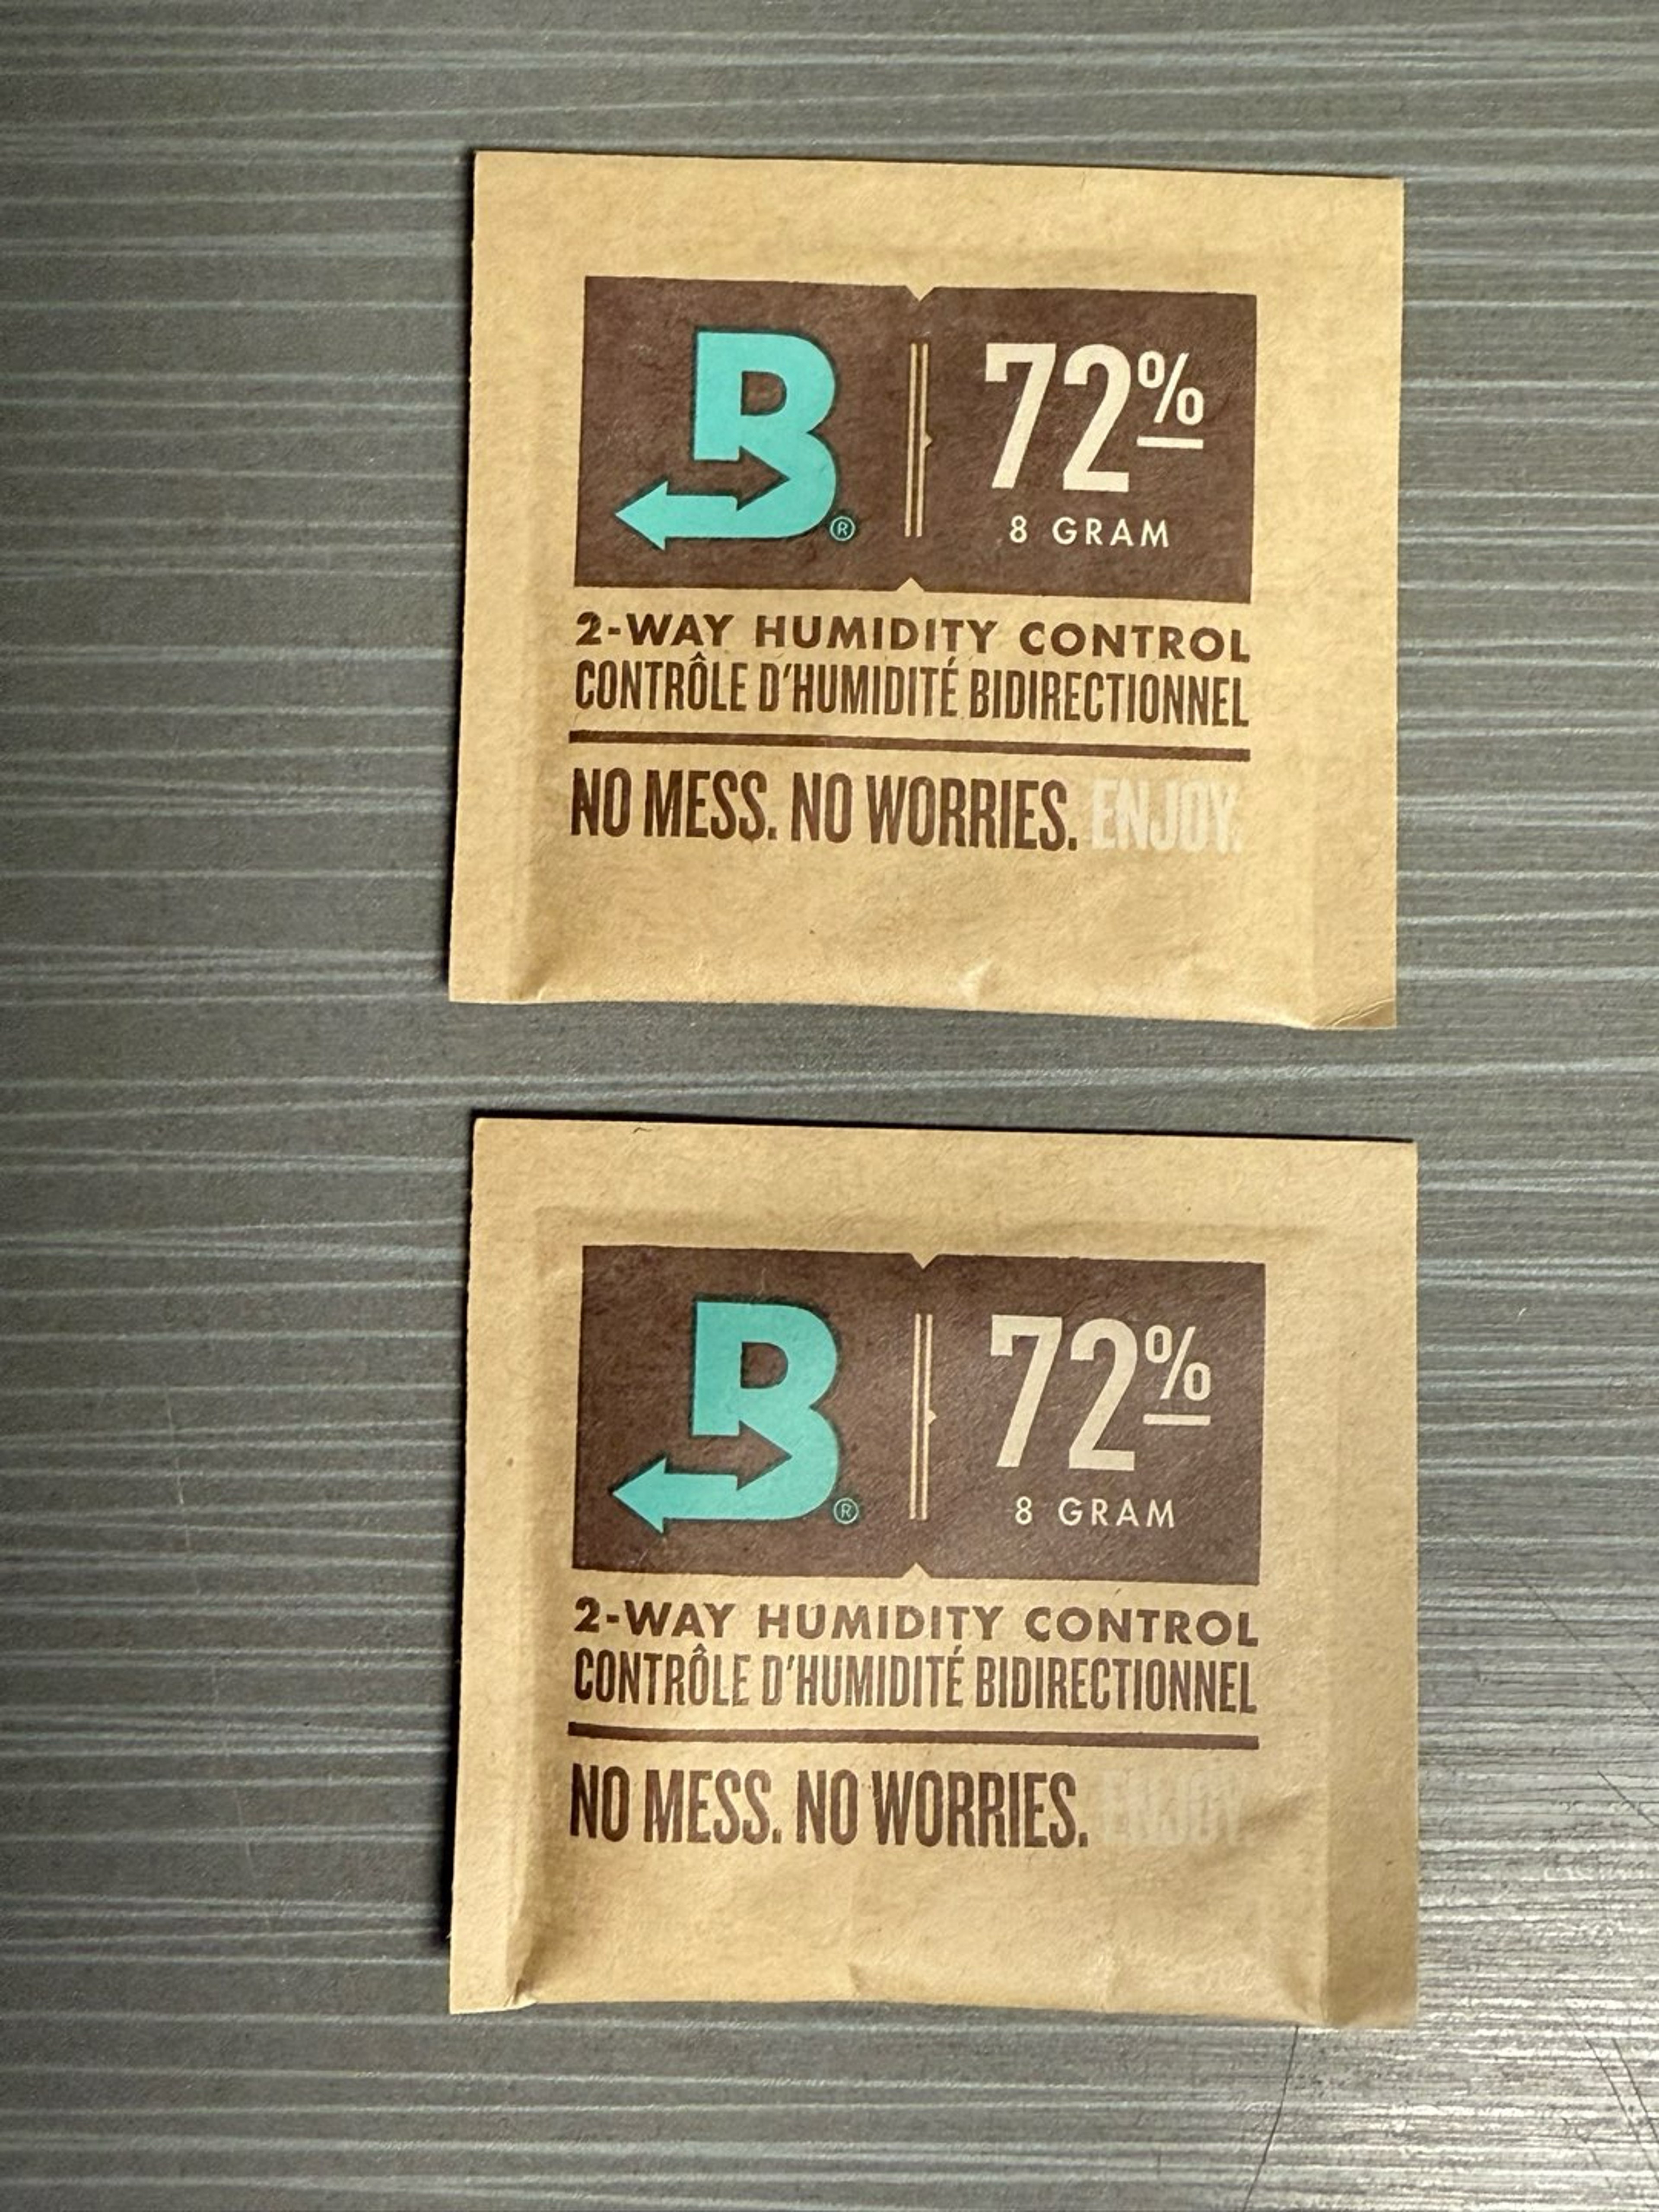 B®
72%
8 GRAM
2-WAY HUMIDITY CONTROL
CONTRÔLE D'HUMIDITÉ BIDIRECTIONNEL
NO MESS. NO WORRIES. ENJOY.
B®
72%
8 GRAM
2-WAY HUMIDITY CONTROL
CONTRÔLE D'HUMIDITÉ BIDIRECTIONNEL
NO MESS. NO WORRIES. ENJOY.